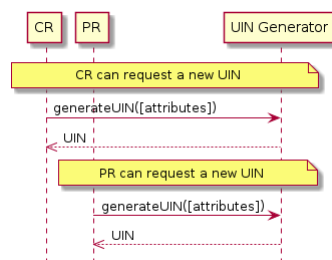 CR PR UIN Generator
CR can request a new UIN
generateUIN([attributes])
UIN
PR can request a new UIN
generateUIN([attributes])
UIN